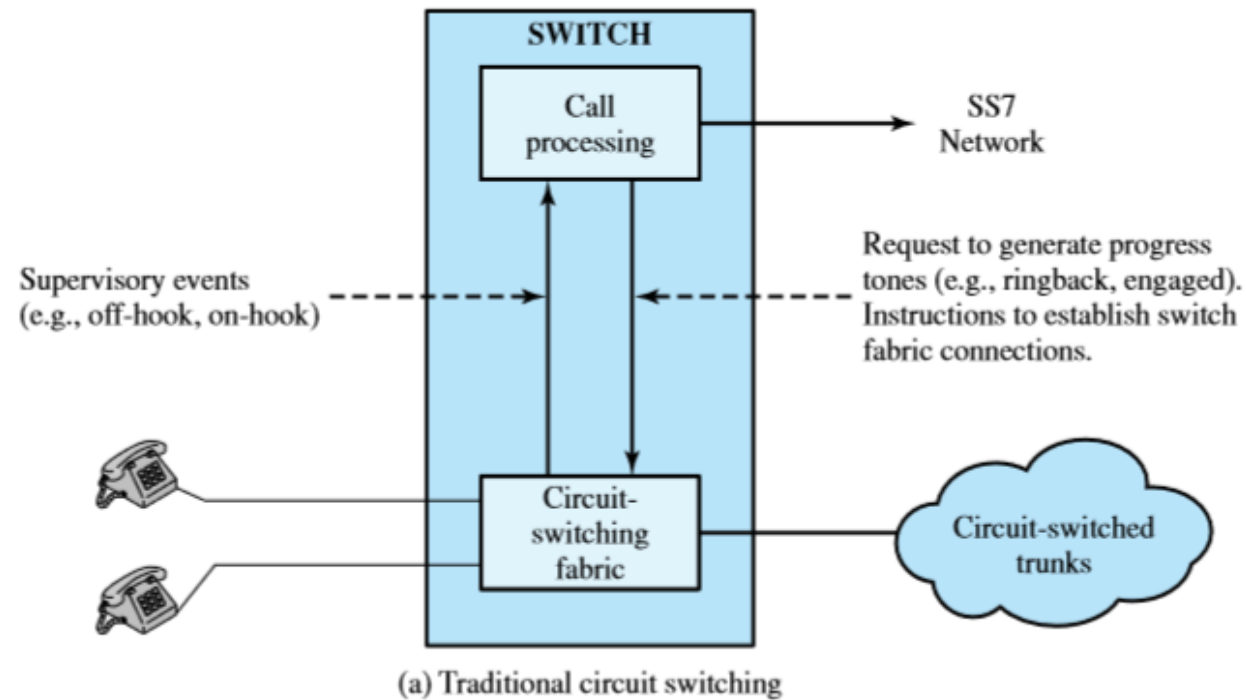 SWITCH
Call
processing
SS7
Network
Supervisory events
(e.g., off-hook, on-hook)
Request to generate progress
tones (e.g., ringback, engaged).
Instructions to establish switch
fabric connections.
Circuit-
switching
fabric
Circuit-switched
trunks
(a) Traditional circuit switching